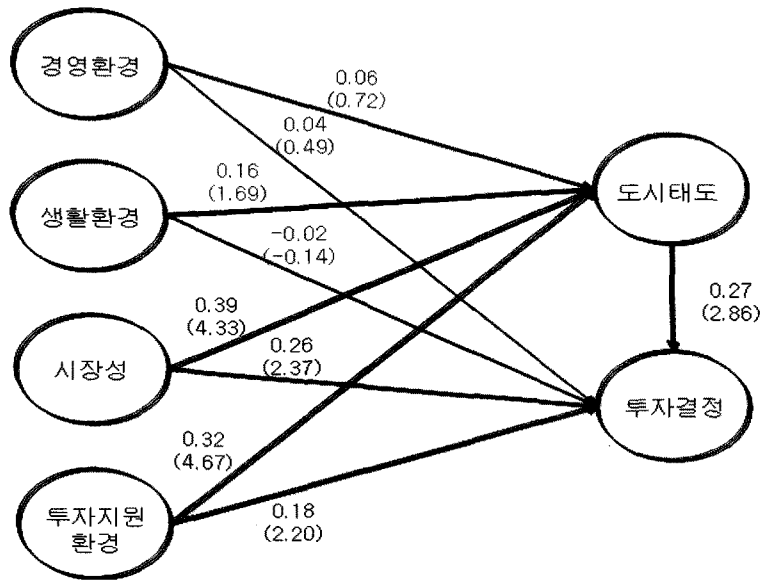 경영환경
0.06
(0.72)
0.04
(0.49)
0.16
(1.69)
도시태도
생활환경
-0.02
(-0.14)
0.27
(2.86)
0.39
(4.33)
0.26
(2.37)
시장성
투자결정
0.32
(4.67)
투자지원
환경
0.18
(2.20)